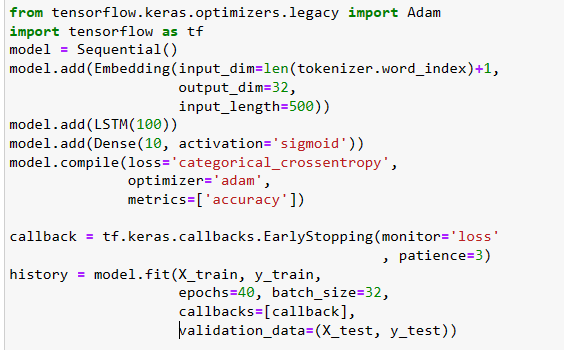 from tensorflow.keras.optimizers.legacy import Adam
import tensorflow as tf
model = Sequential()
model.add(Embedding(input_dim=len(tokenizer.word_index)+1,
                    output_dim=32,
                    input_length=500))
model.add(LSTM(100))
model.add(Dense(10, activation='sigmoid'))
model.compile(loss='categorical_crossentropy',
              optimizer='adam',
              metrics=['accuracy'])

callback = tf.keras.callbacks.EarlyStopping(monitor='loss'
                                            , patience=3)
history = model.fit(X_train, y_train,
                    epochs=40, batch_size=32,
                    callbacks=[callback],
                    validation_data=(X_test, y_test))